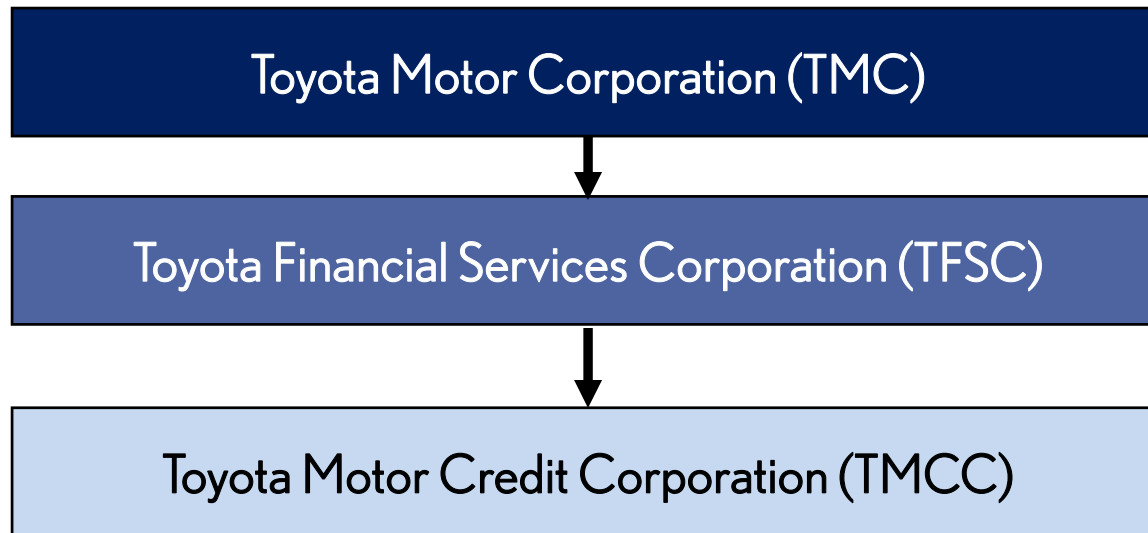 Toyota Motor Corporation (TMC)
Toyota Financial Services Corporation (TFSC)
Toyota Motor Credit Corporation (TMCC)